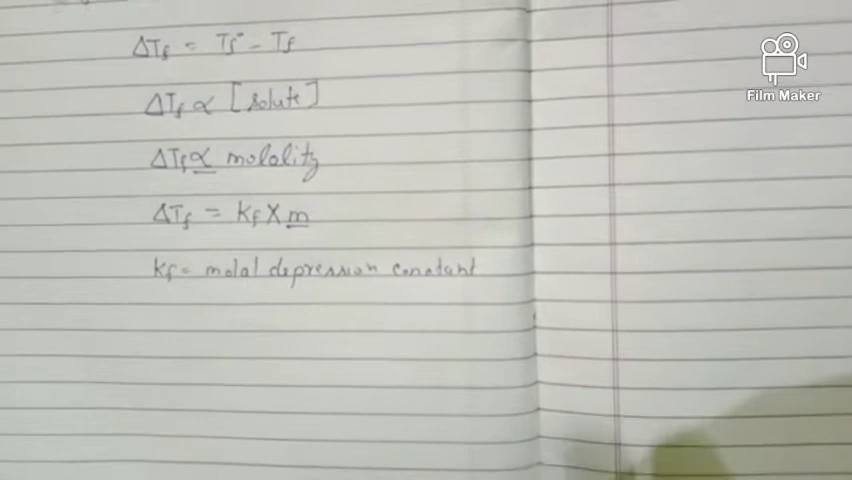 ΔTf = Tf° - Tf
ΔTf ∝ [solute]
ΔTf ∝ molality
ΔTf = kf X m
kf = molal depression constant
Film Maker